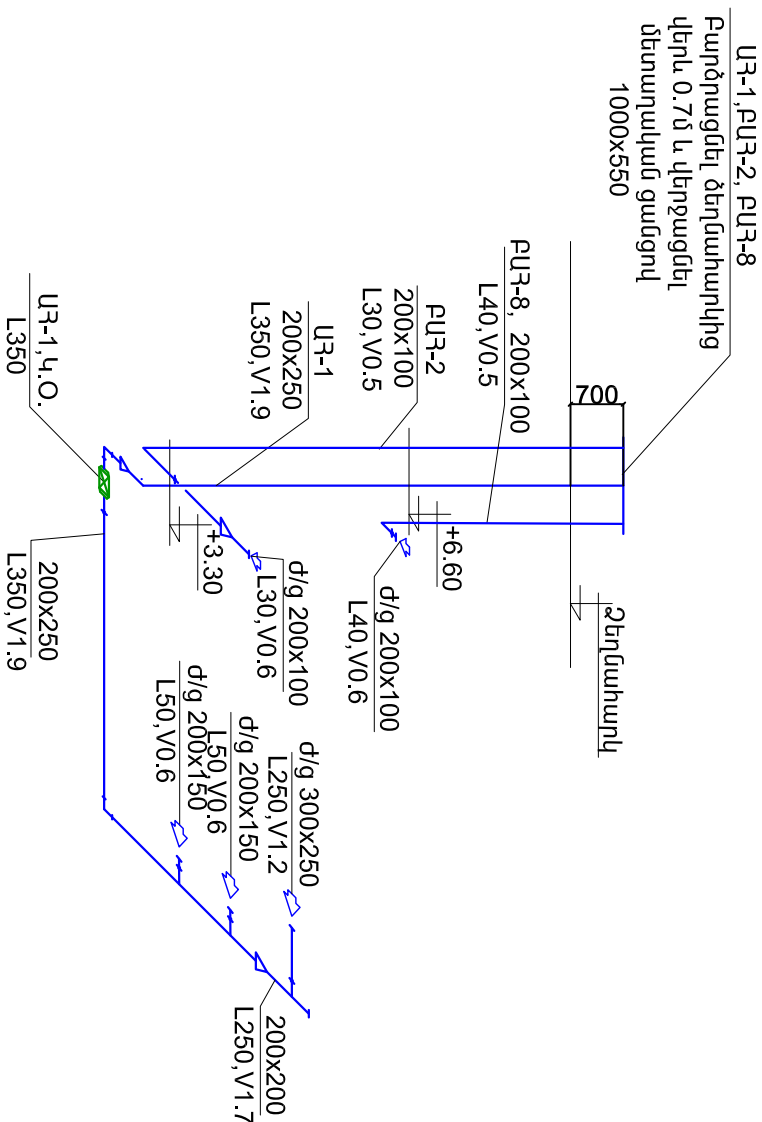 ԱՀ-1,ԲԱՀ-2, ԲԱՀ-8
Բարձրացնել ձեղնահարկից
վերև 0.7մ և վերջացնել
մետաղական ցանցով
1000x550
700
Ձեղնահարկ
ԲԱՀ-8, 200x100
L40,V0.5
ԲԱՀ-2
200x100
L30,V0.5
+6.60
ժ/ց 200x100
L40,V0.6
ԱՀ-1
200x250
L350,V1.9
+3.30
ժ/ց 200x100
L30,V0.6
ժ/ց 300x250
L250,V1.2
ժ/ց 200x150
L50,V0.6
ժ/ց 200x150
L50,V0.6
200x200
L250,V1.7
ԱՀ-1,Կ.Օ.
L350
200x250
L350,V1.9